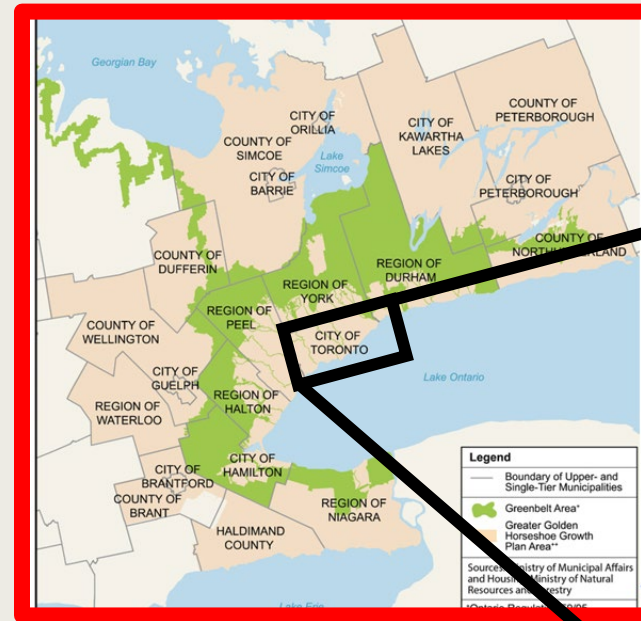 Georgian Bay
CITY OF
ORILLIA
COUNTY OF
SIMCOE
Lake
Simcoe
CITY OF
BARRIE
CITY OF
KAWARTHA
LAKES
COUNTY OF
PETERBOROUGH
CITY OF
PETERBOROUGH
COUNTY OF
DUFFERIN
REGION OF
YORK
REGION OF
DURHAM
COUNTY OF
REGION OF
PEEL
CITY OF
TORONTO
COUNTY OF
WELLINGTON
CITY OF
GUELPH
REGION OF
HALTON
Lake Ontario
REGION OF
WATERLOO
CITY OF
HAMILTON
CITY OF
BRANTFORD
COUNTY OF
BRANT
REGION OF
NIAGARA
HALDIMAND
COUNTY
Lake Erie
Legend
Boundary of Upper- and
Single-Tier Municipalities
Greenbelt Area*
Greater Golden
Horseshoe Growth
Plan Area**
Ministry of Municipal Affairs
and Ministry of Natural
Resources and